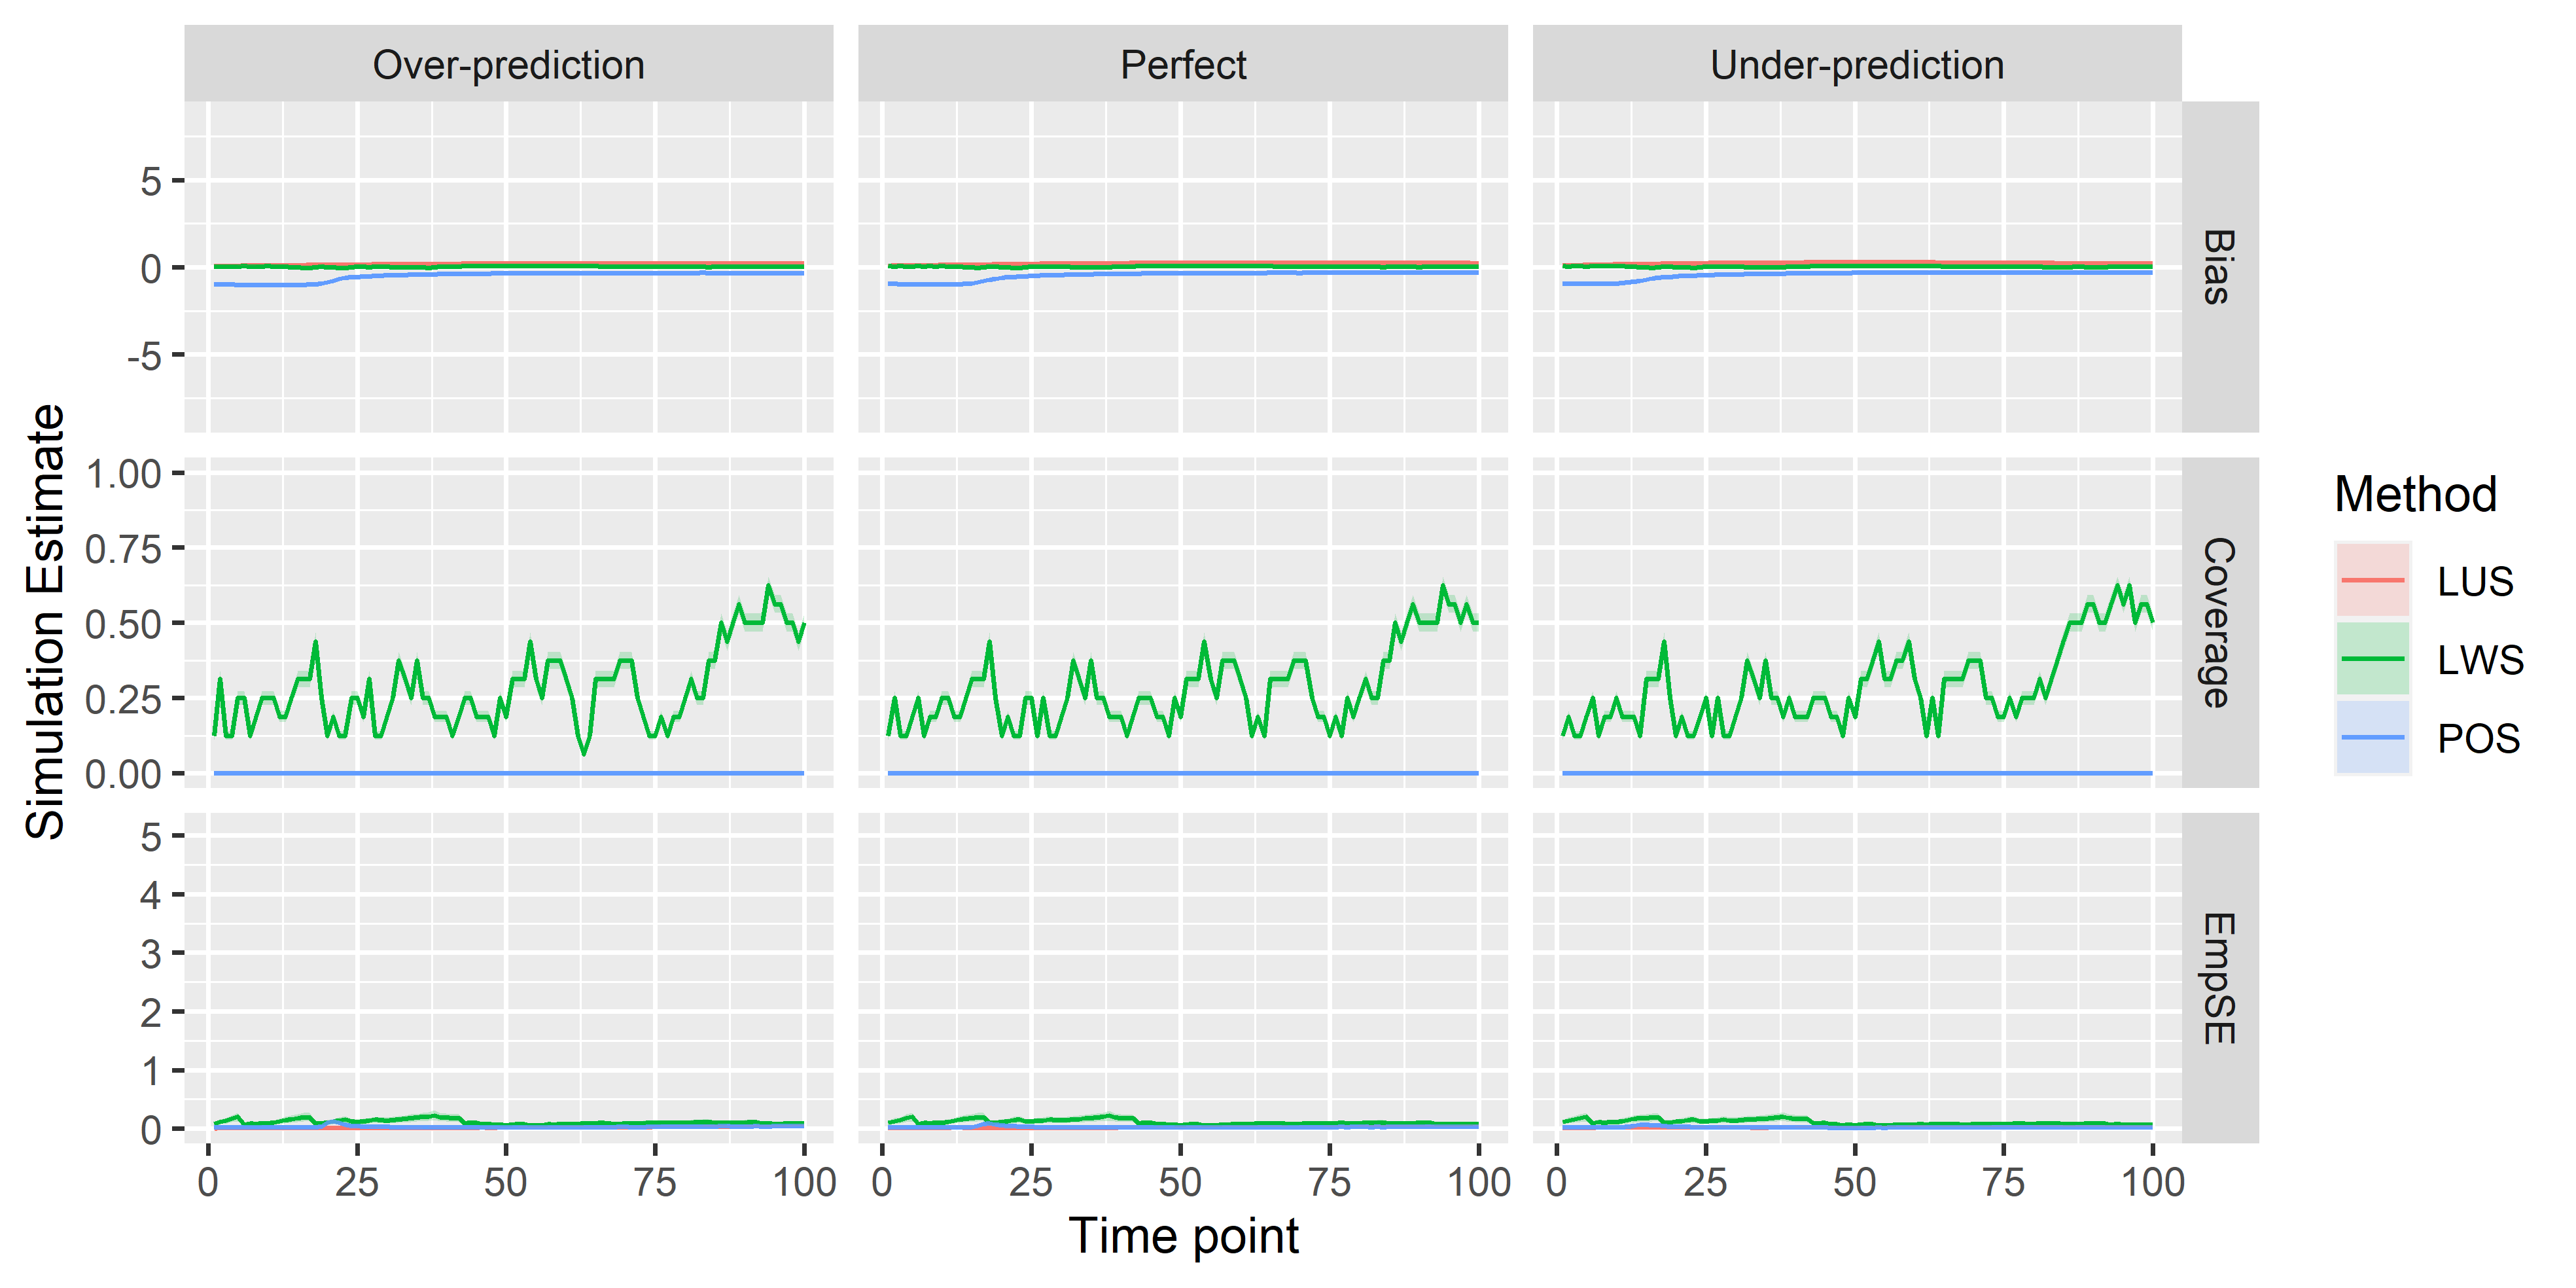 Over-prediction
Perfect
Under-prediction
Simulation Estimate
5
0
-5
Bias
1.00
0.75
0.50
0.25
0.00
Coverage
5
4
3
2
1
0
EmpSE
0 25 50 75 100
0 25 50 75 100
0 25 50 75 100
Time point
Method
LUS
LWS
POS